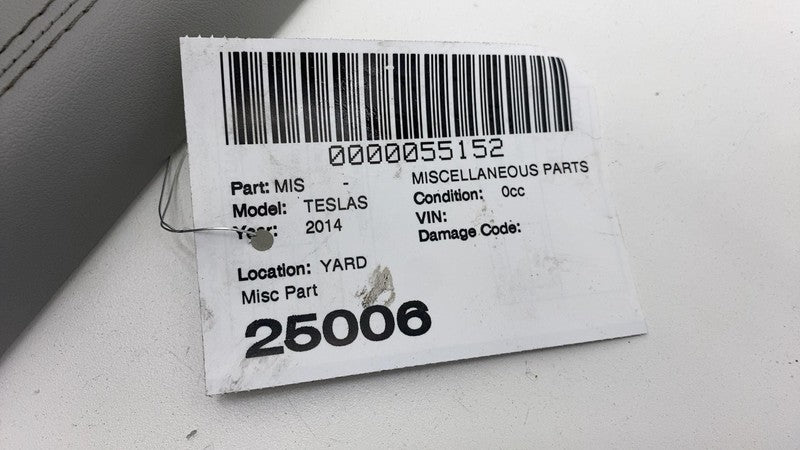 0000055152
Part: MIS - MISCELLANEOUS PARTS
Model: TESLAS Condition: 0cc
Year: 2014 VIN:
Damage Code:
Location: YARD
Misc Part
25006